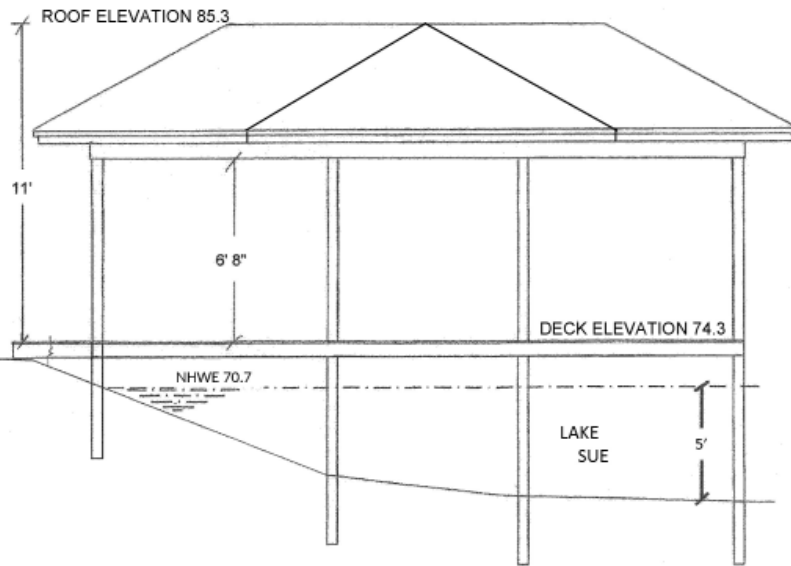 ROOF ELEVATION 85.3
11'
6' 8"
DECK ELEVATION 74.3
NHWE 70.7
LAKE
SUE
5'